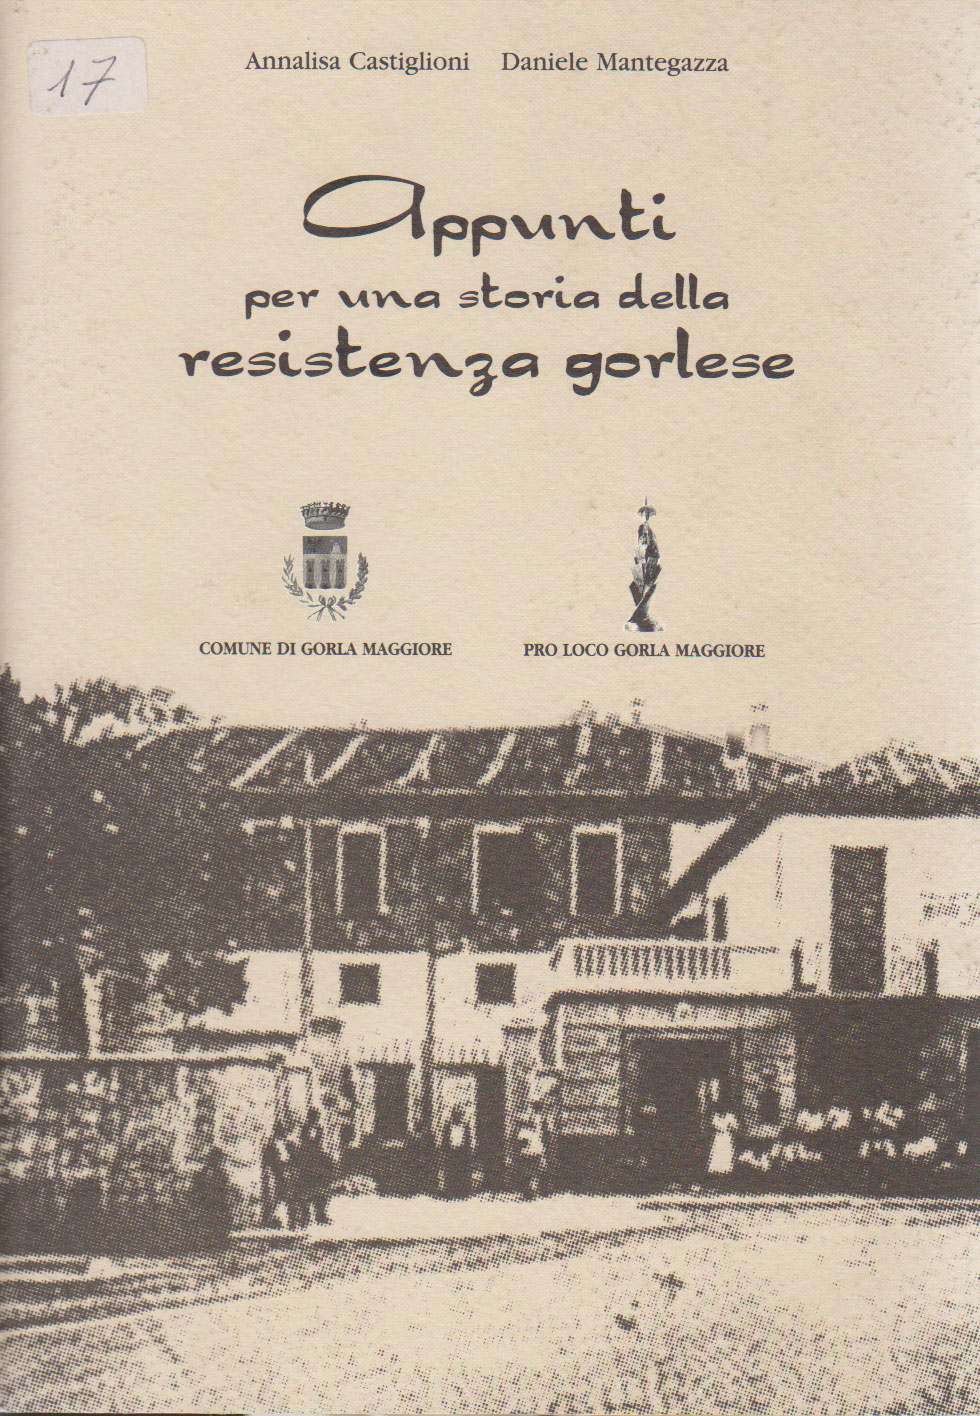 17
Annalisa Castiglioni Daniele Mantegazza
Appunti
per una storia della
resistenza gorlese
COMUNE DI GORLA MAGGIORE
PRO LOCO GORLA MAGGIORE